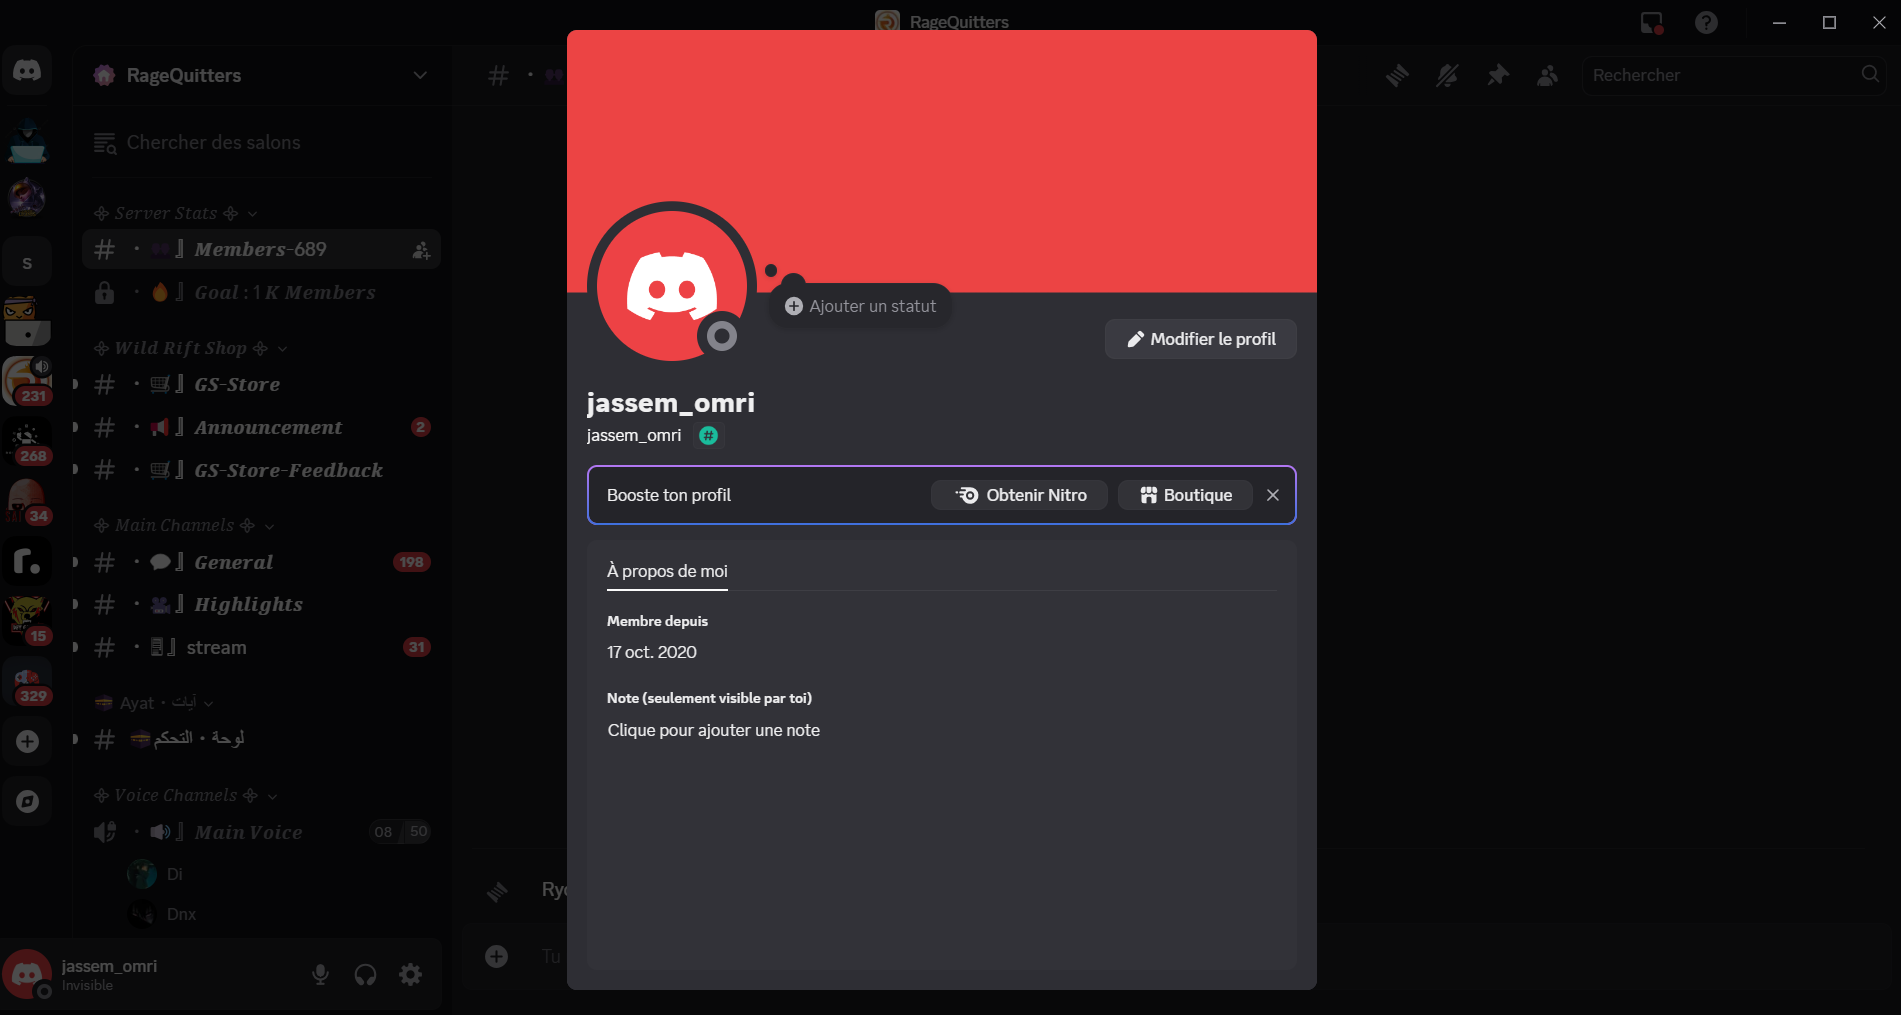 RageQuitters
RageQuitters
Rechercher
Chercher des salons
Server Stats
Members-689
Goal : 1K Members
S
Wild Rift Shop
GS-Store
231
Announcement 2
268
GS-Store-Feedback
34
Main Channels
General 198
Highlights
15
stream 31
329
Ayat • آيات
لوحة • التحكم
Voice Channels
Main Voice 08 50
Di
Dnx
jassem_omri
Invisible
Ajouter un statut
Modifier le profil
jassem_omri
jassem_omri
Booste ton profil
Obtenir Nitro
Boutique
À propos de moi
Membre depuis
17 oct. 2020
Note (seulement visible par toi)
Clique pour ajouter une note
Tu